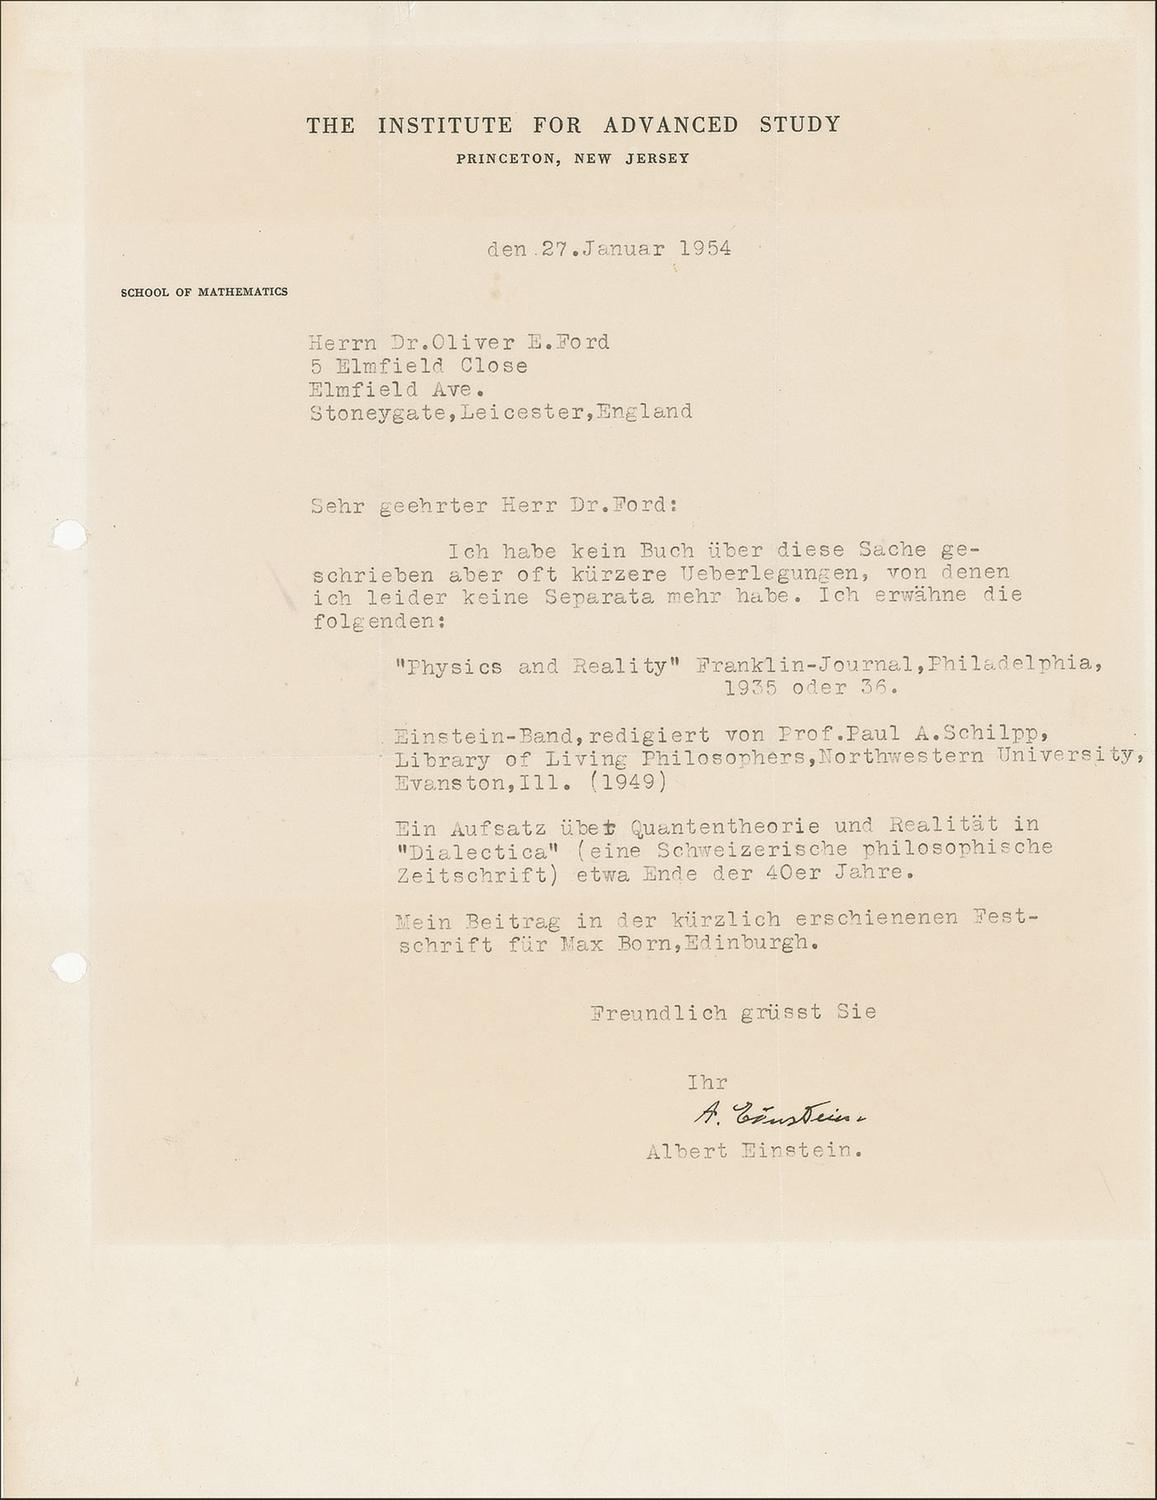 THE INSTITUTE FOR ADVANCED STUDY
PRINCETON, NEW JERSEY
den 27.Januar 1954
SCHOOL OF MATHEMATICS
Herrn Dr.Oliver E.Ford
5 Elmfield Close
Elmfield Ave.
Stoneygate,Leicester,England
Sehr geehrter Herr Dr.Ford:
Ich habe kein Buch über diese Sache ge-
schrieben aber oft kürzere Ueberlegungen, von denen
ich leider keine Separata mehr habe. Ich erwähne die
folgenden:
"Physics and Reality" Franklin-Journal,Philadelphia,
1935 oder 36.
Einstein-Band,redigiert von Prof.Paul A.Schilpp,
Library of Living Philosophers,Northwestern University,
Evanston,Ill. (1949)
Ein Aufsatz über Quantentheorie und Realität in
"Dialectica" (eine Schweizerische philosophische
Zeitschrift) etwa Ende der 40er Jahre.
Mein Beitrag in der kürzlich erschienenen Fest-
schrift für Max Born,Edinburgh.
Freundlich grüsst Sie
Ihr
A. Einstein.
Albert Einstein.